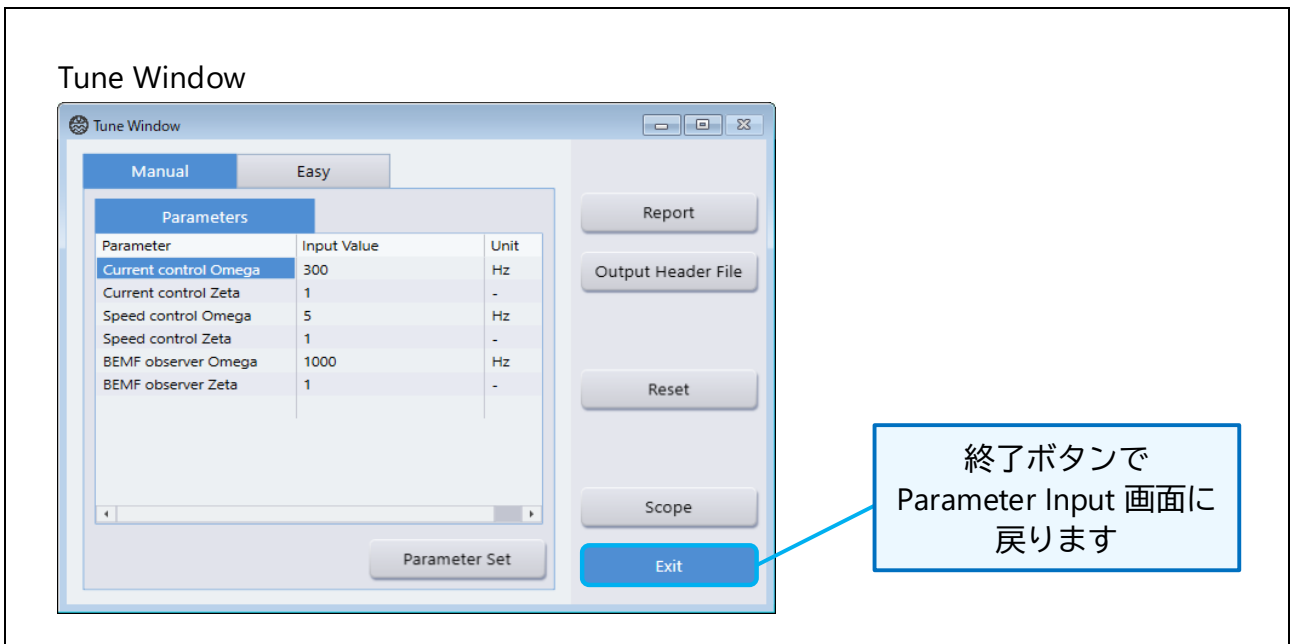 Tune Window
Tune Window
Manual Easy
Parameters
Parameter Input Value Unit
Current control Omega 300 Hz
Current control Zeta 1 -
Speed control Omega 5 Hz
Speed control Zeta 1 -
BEMF observer Omega 1000 Hz
BEMF observer Zeta 1 -
Parameter Set
Report
Output Header File
Reset
Scope
Exit
終了ボタンで
Parameter Input 画面に
戻ります